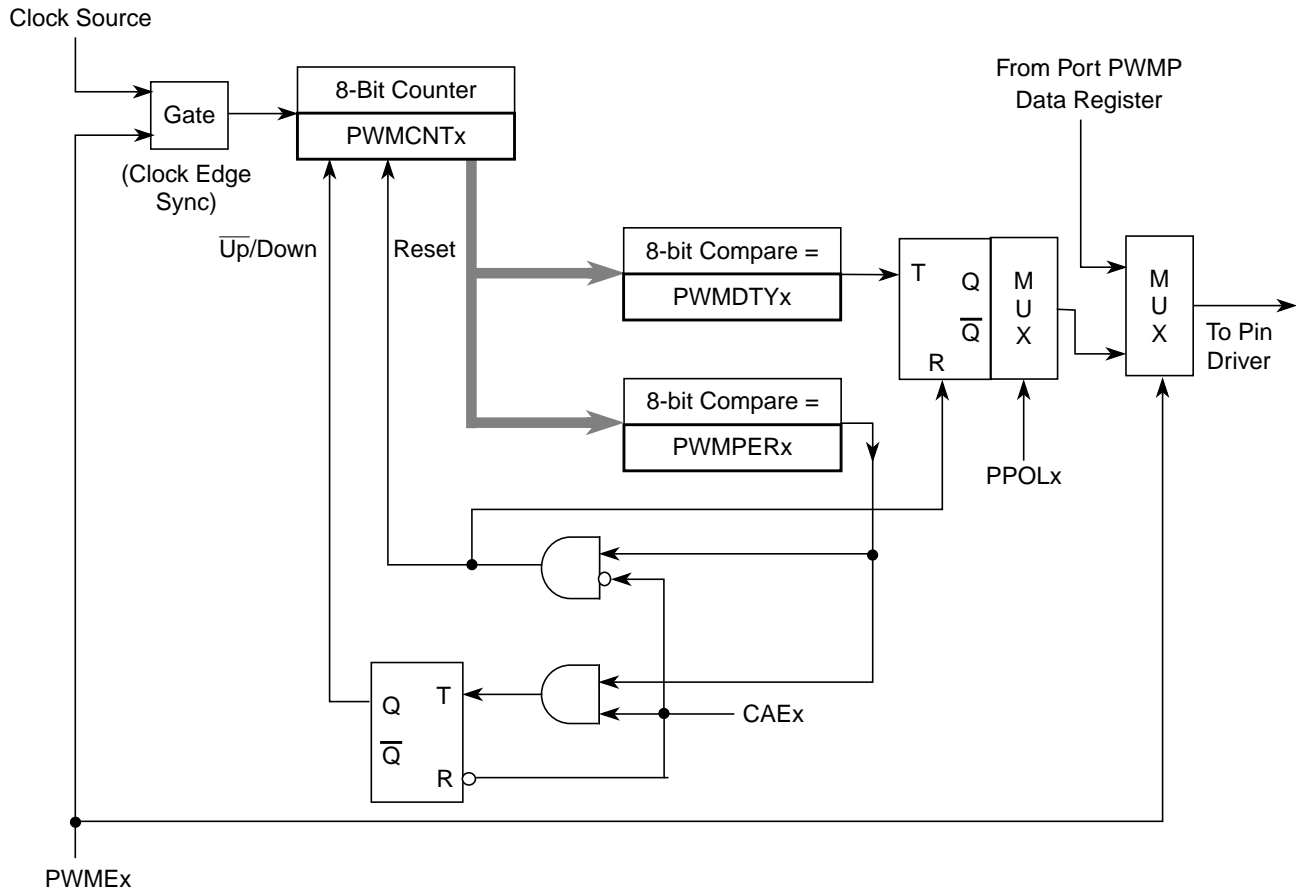 Clock Source
Gate
(Clock Edge
Sync)
8-Bit Counter
PWMCNTx
From Port PWMP
Data Register
U̅p̅/Down
Reset
8-bit Compare =
PWMDTYx
T
Q
Q̅
R
M
U
X
M
U
X
To Pin
Driver
8-bit Compare =
PWMPERx
PPOLx
Q
Q̅
T
R
CAEx
PWMEx